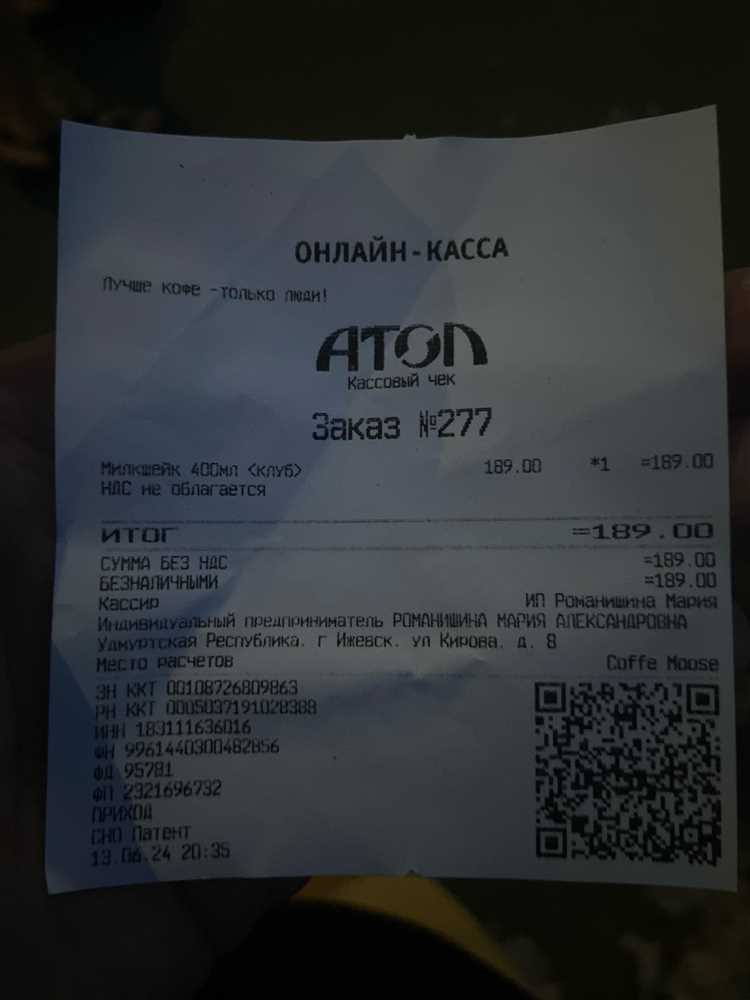 ОНЛАЙН-КАССА
Лучше кофе -только люди!
АТОЛ
Кассовый чек
Заказ №277
Милкшейк 400мл <клуб> 189.00 *1 =189.00
НДС не облагается
ИТОГ =189.00
СУММА БЕЗ НДС =189.00
БЕЗНАЛИЧНЫМИ =189.00
Кассир ИП Романишина Мария
Индивидуальный предприниматель РОМАНИШИНА МАРИЯ АЛЕКСАНДРОВНА
Удмуртская Республика. г Ижевск. ул Кирова. д. 8
Место расчетов Coffe Moose
ЗН ККТ 00108726809863
РН ККТ 0005037191028388
ИНН 183111636016
ФН 9961440300482856
ФД 95781
ФП 2321696732
ПРИХОД
СНО Патент
13.06.24 20:35